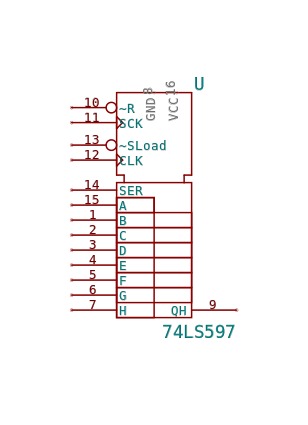 U
GND 8
VCC 16
10 ~R
11 SCK
13 ~SLoad
12 CLK
14 SER
15 A
1 B
2 C
3 D
4 E
5 F
6 G
7 H QH 9
74LS597